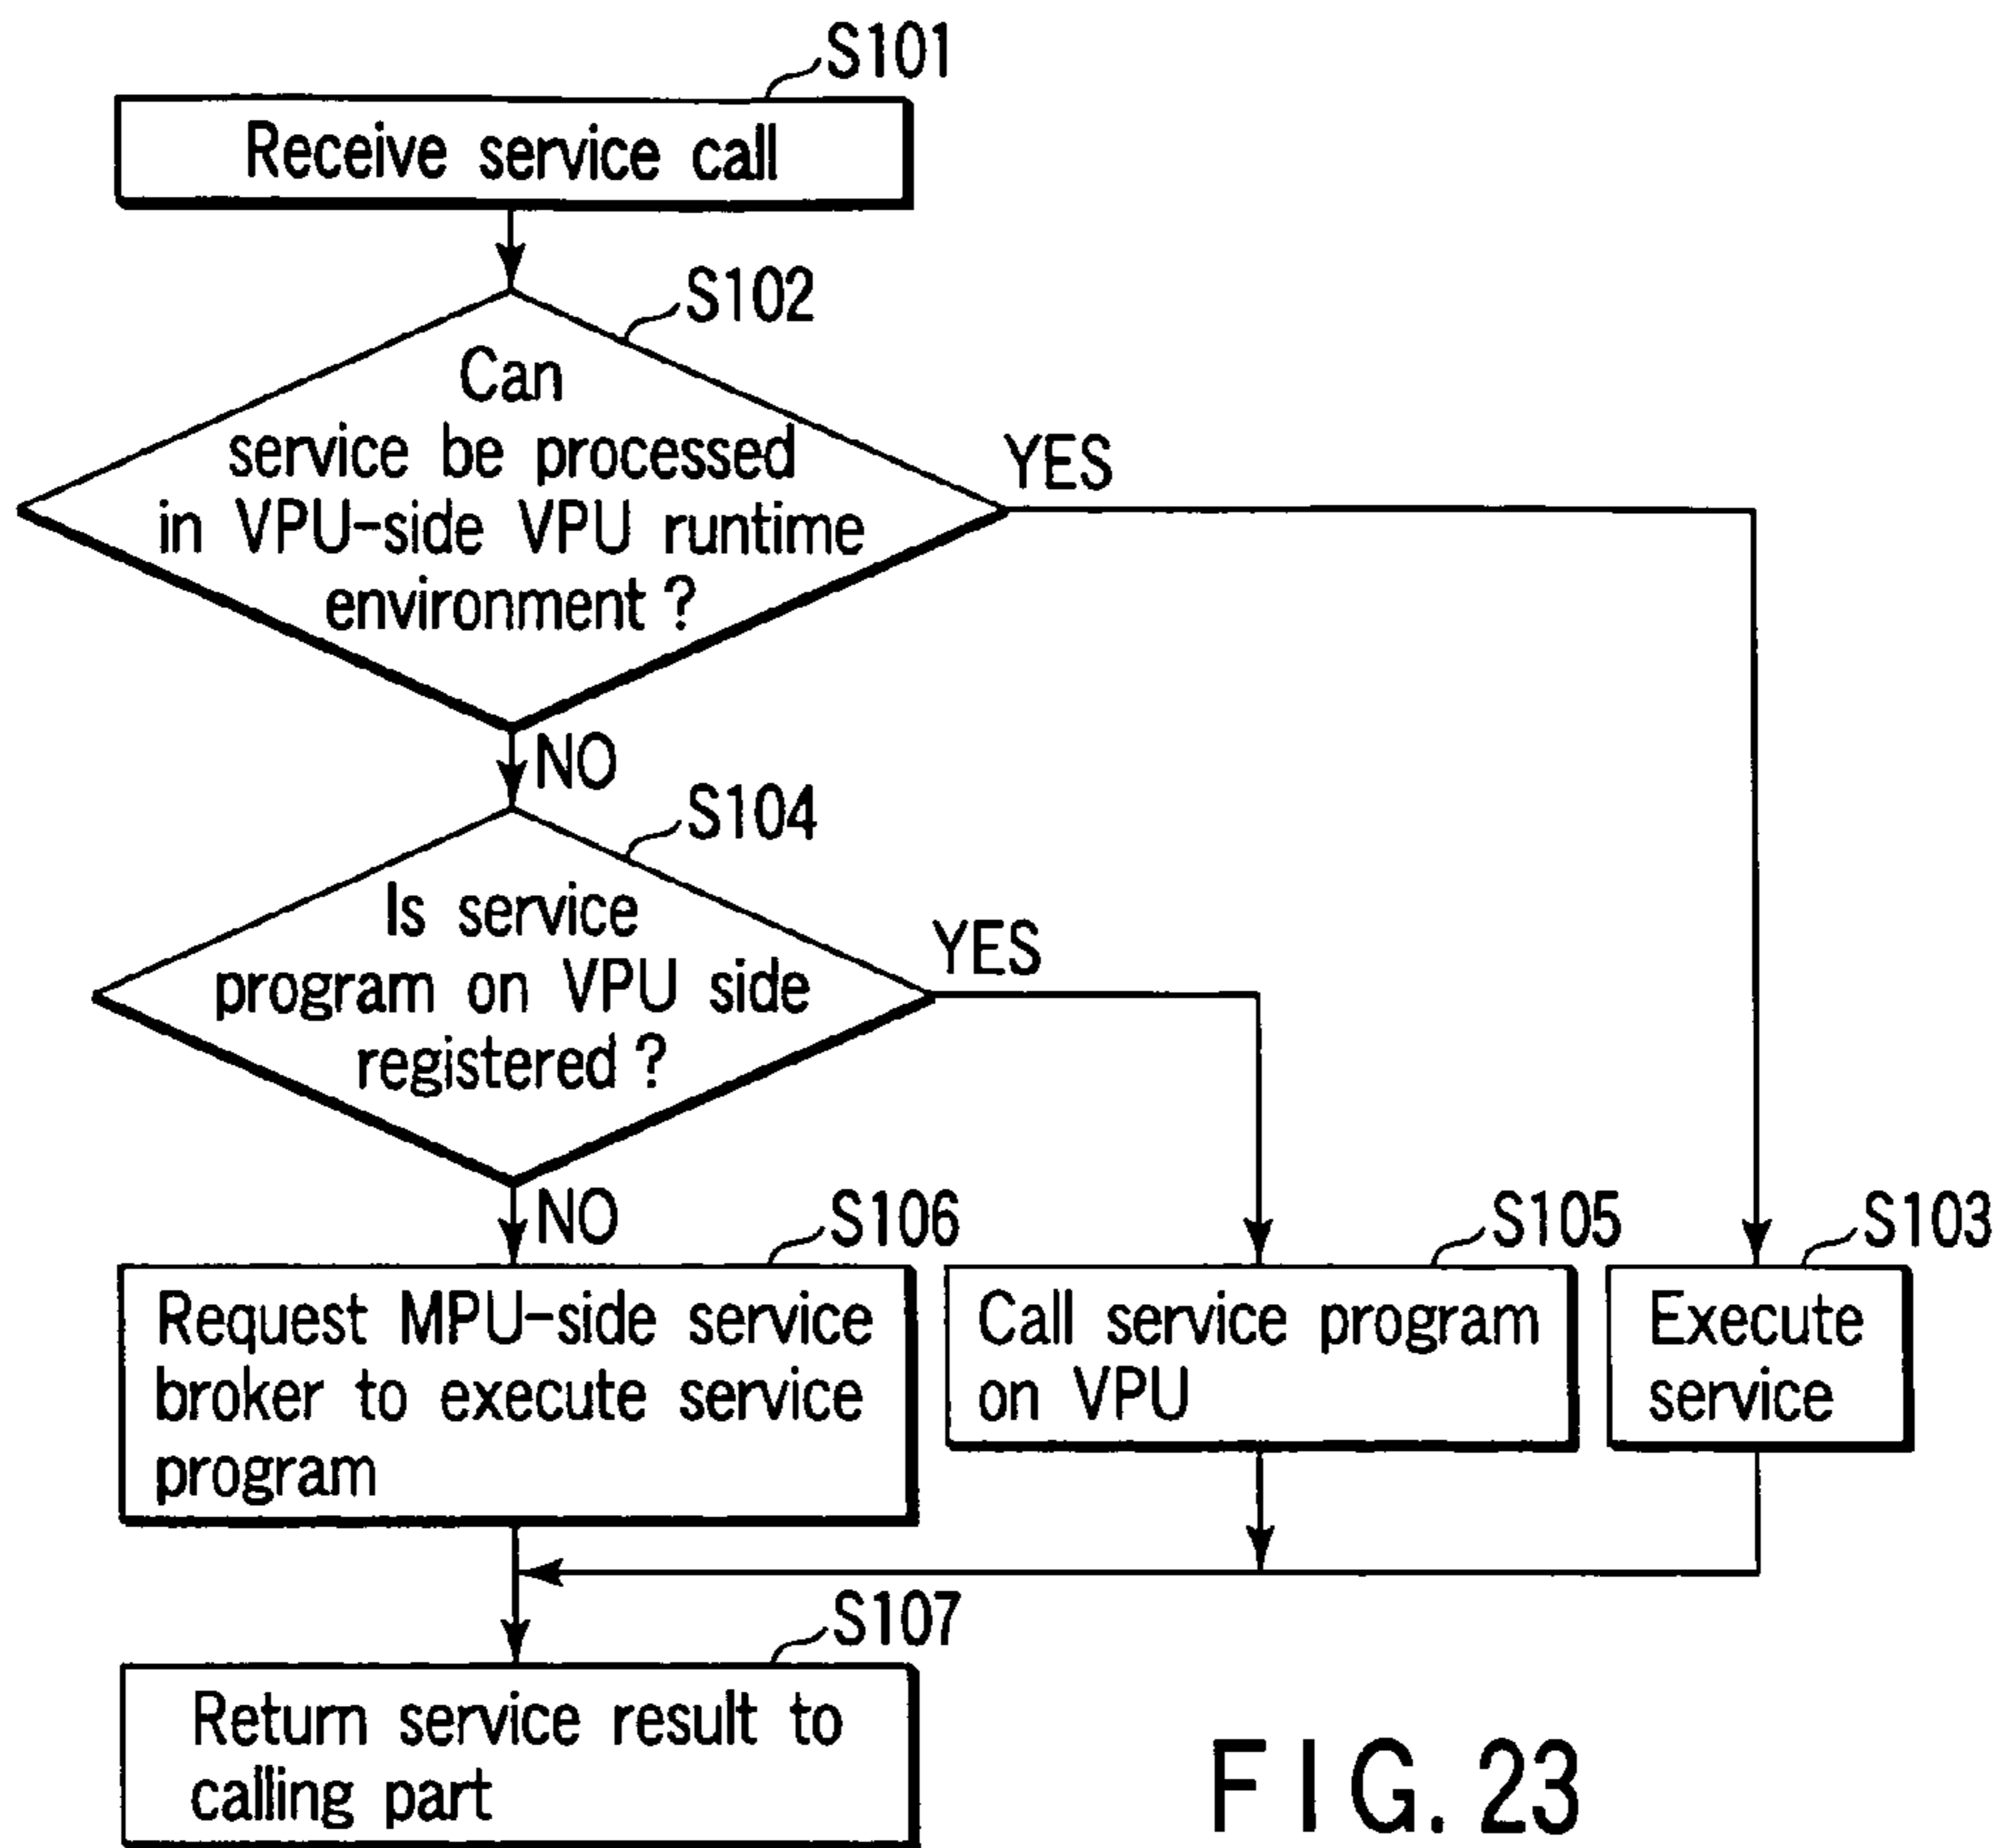 S101
Receive service call
S102
Can
service be processed
in VPU-side VPU runtime
environment ?
YES
NO
S104
Is service
program on VPU side
registered ?
YES
NO
S106
Request MPU-side service
broker to execute service
program
S105
Call service program
on VPU
S103
Execute
service
S107
Return service result to
calling part
FIG. 23